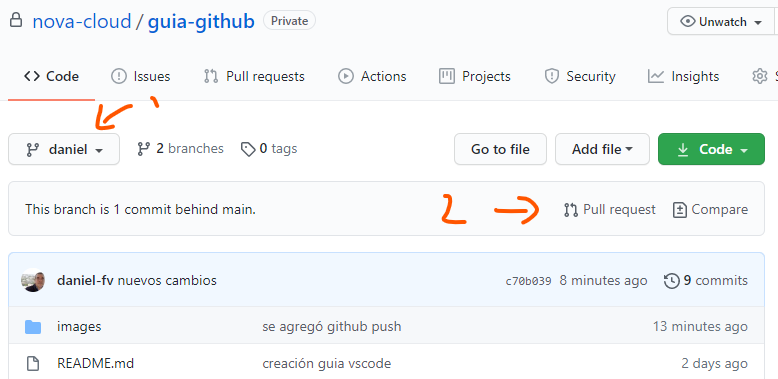 nova-cloud / guia-github Private Unwatch
Code Issues Pull requests Actions Projects Security Insights
daniel 2 branches 0 tags Go to file Add file Code
This branch is 1 commit behind main. 2 Pull request Compare
daniel-fv nuevos cambios c70b039 8 minutes ago 9 commits
images se agregó github push 13 minutes ago
README.md creación guia vscode 2 days ago